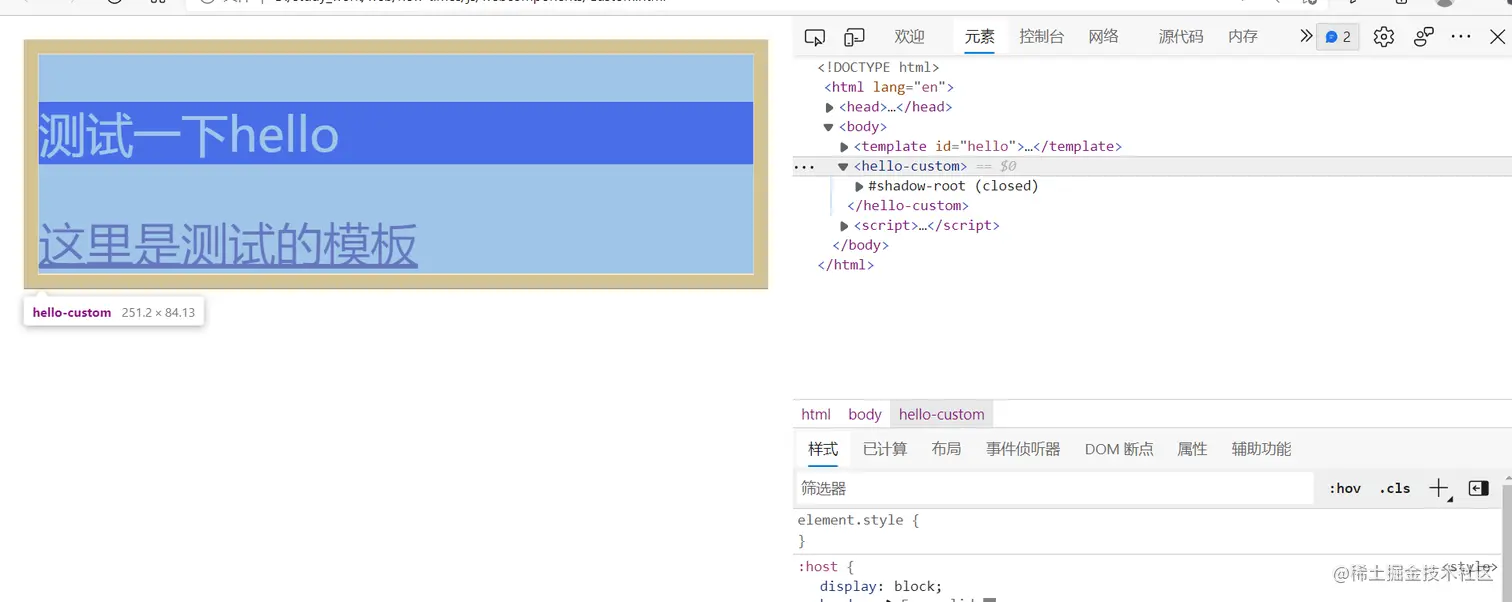 测试一下hello
这里是测试的模板
hello-custom 251.2 × 84.13
欢迎 元素 控制台 网络 源代码 内存 2
<!DOCTYPE html>
<html lang="en">
<head>…</head>
<body>
<template id="hello">…</template>
<hello-custom> == $0
#shadow-root (closed)
</hello-custom>
<script>…</script>
</body>
</html>
html body hello-custom
样式 已计算 布局 事件侦听器 DOM 断点 属性 辅助功能
筛选器 :hov .cls
element.style {
}
:host { <style>
display: block;
@稀土掘金技术社区